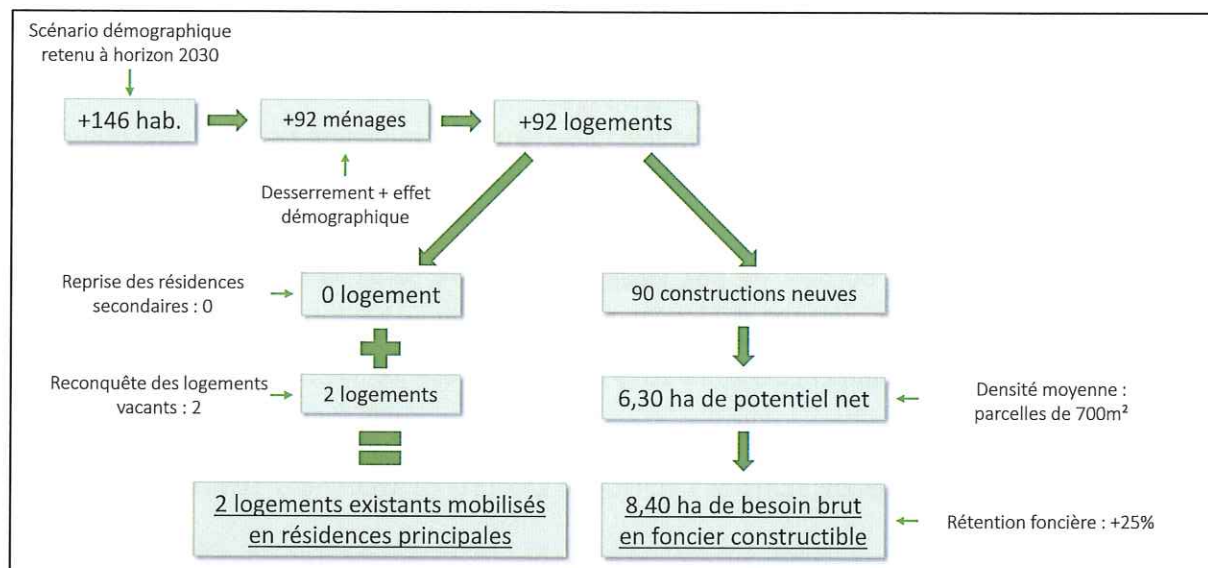 Scénario démographique
retenu à horizon 2030
+146 hab.
+92 ménages
+92 logements
Desserrement + effet
démographique
Reprise des résidences
secondaires : 0
0 logement
90 constructions neuves
Reconquête des logements
vacants : 2
2 logements
6,30 ha de potentiel net
Densité moyenne :
parcelles de 700m²
2 logements existants mobilisés
en résidences principales
8,40 ha de besoin brut
en foncier constructible
Rétention foncière : +25%